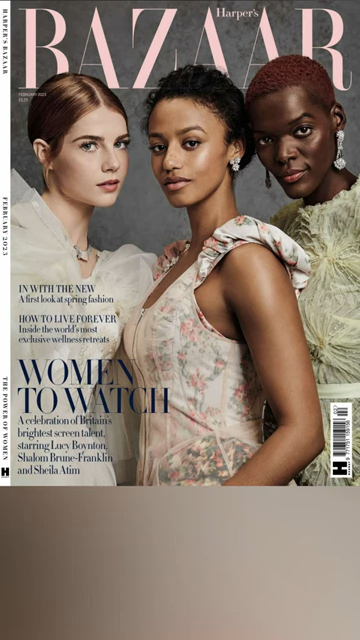 HARPER'S BAZAAR
FEBRUARY 2023
THE POWER OF WOMEN
H
Harper's
BAZAAR
FEBRUARY 2023
IN WITH THE NEW
A first look at spring fashion
HOW TO LIVE FOREVER
Inside the world's most
exclusive wellness retreats
WOMEN
TO WATCH
A celebration of Britain's
brightest screen talent,
starring Lucy Boynton,
Shalom Brune-Franklin
and Sheila Atim
H